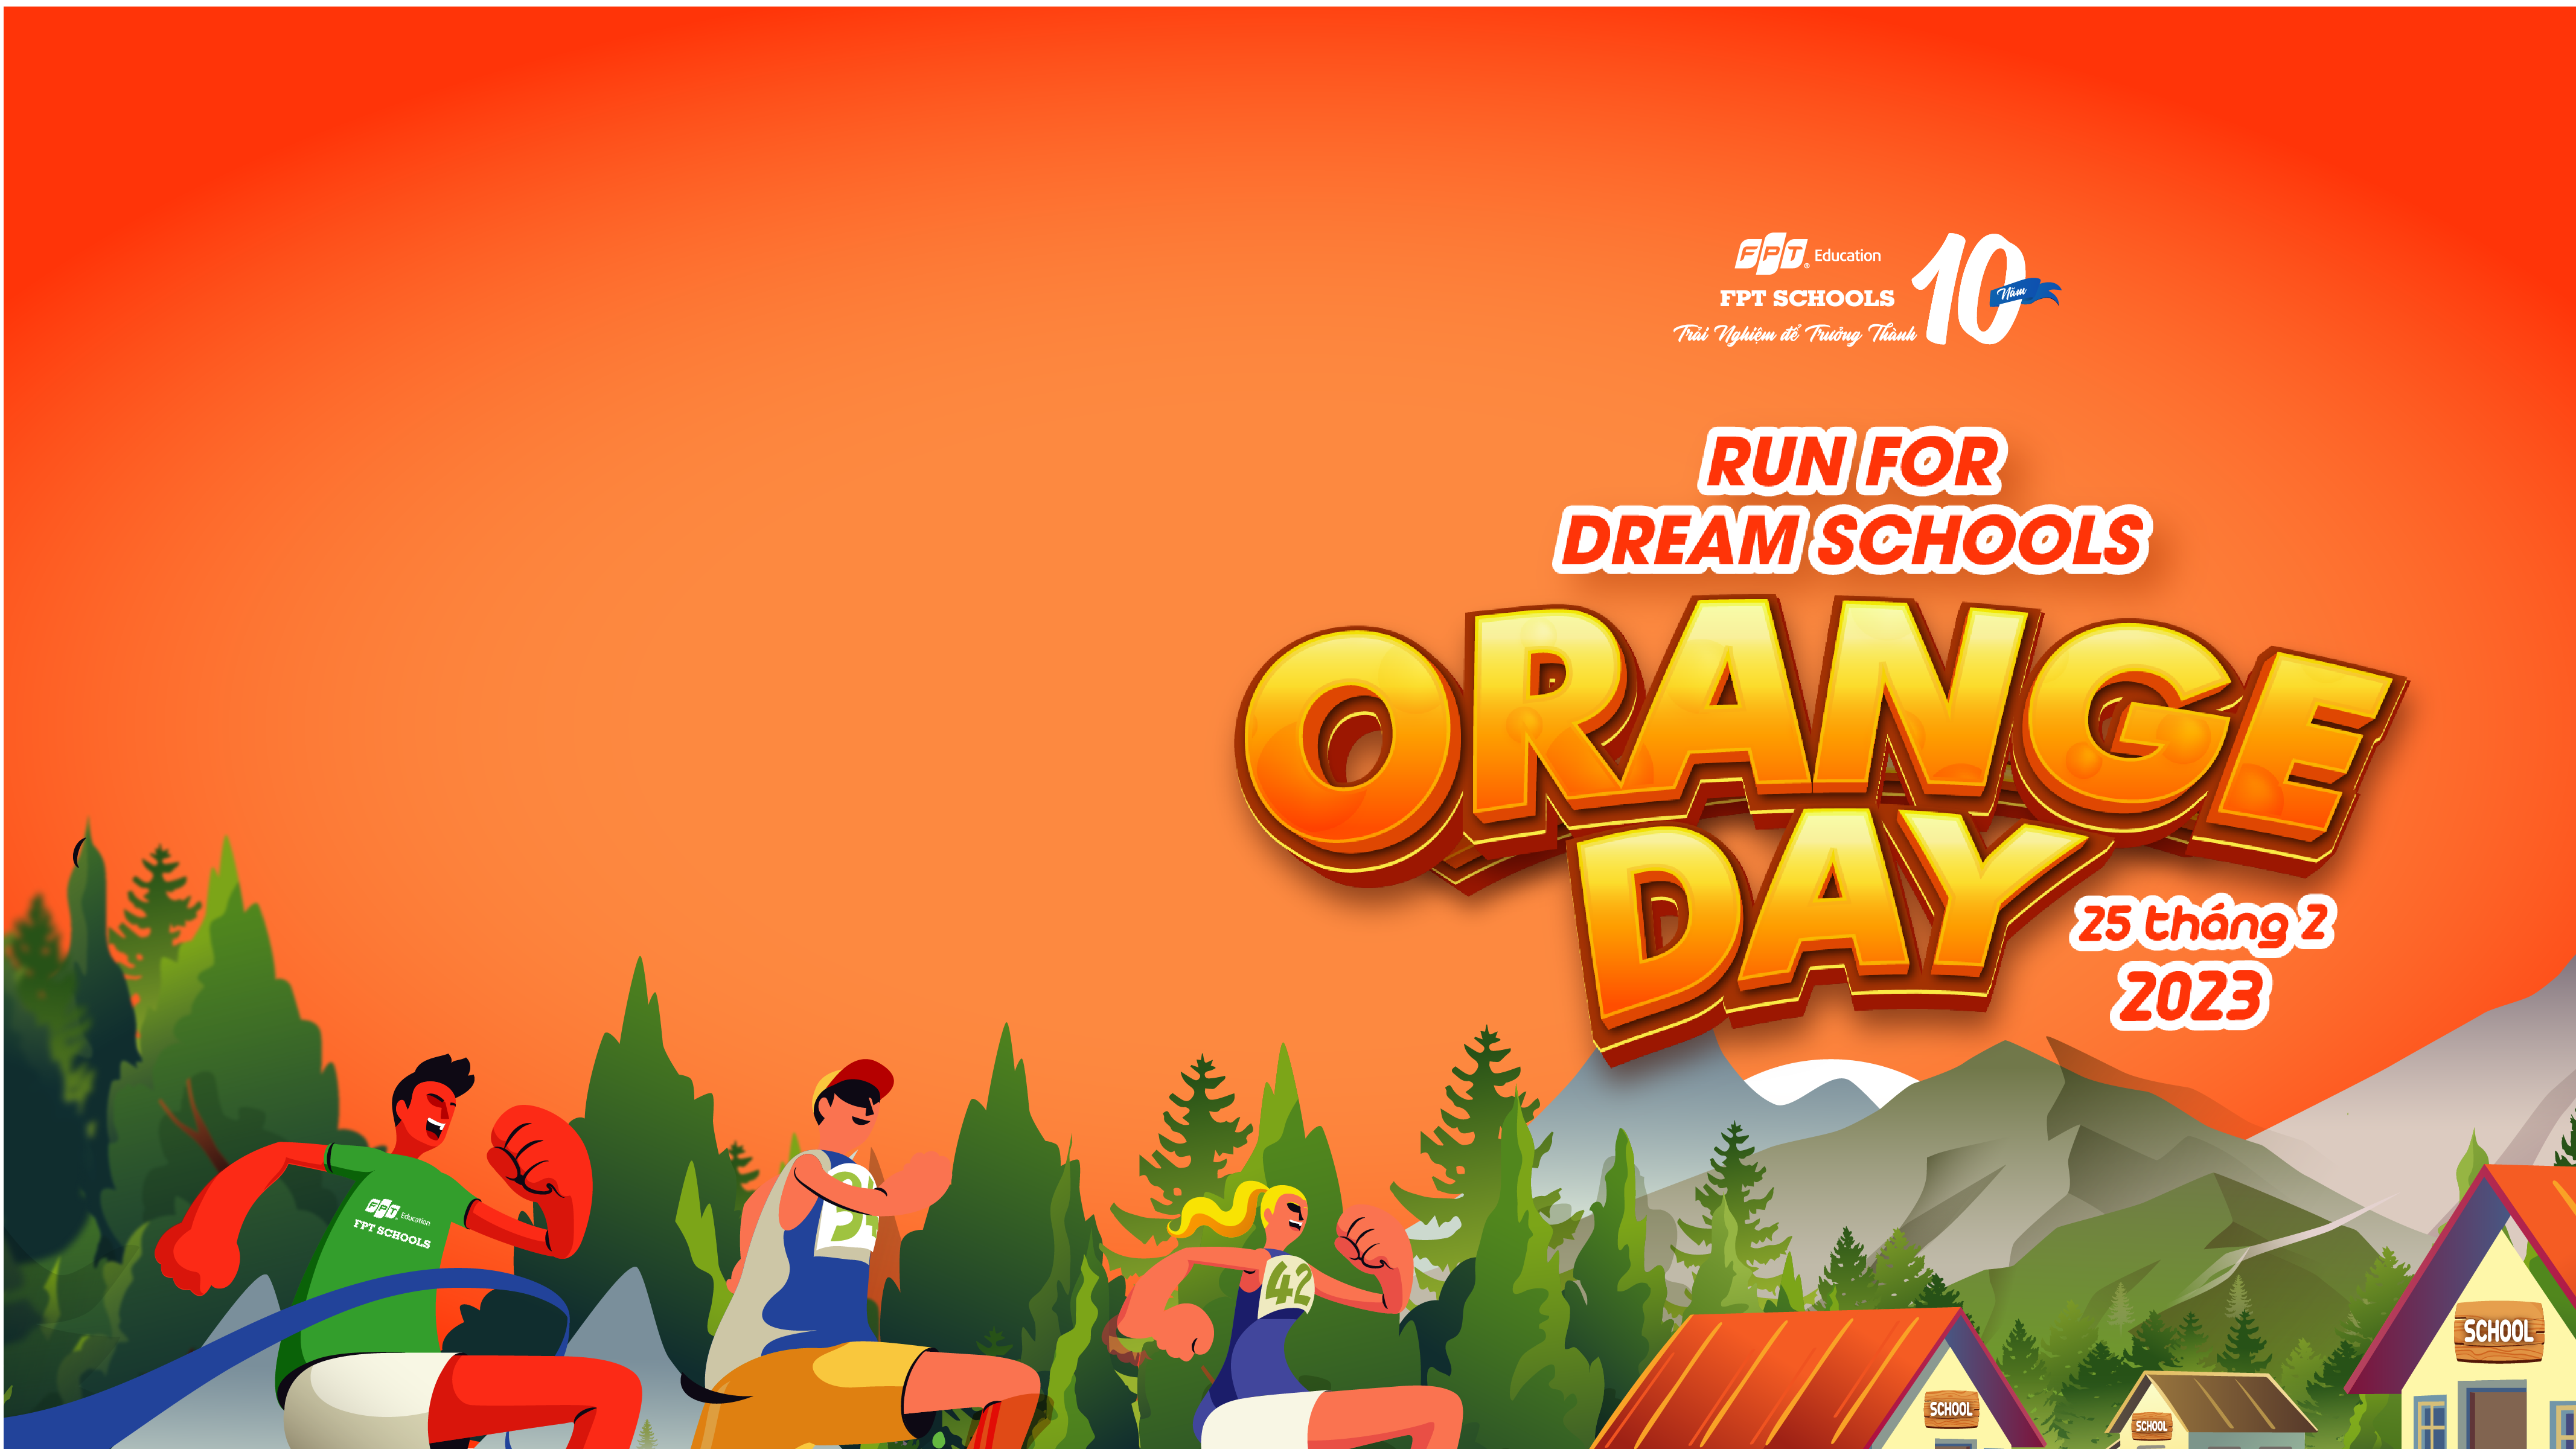 FPT Education
FPT SCHOOLS
Trải Nghiệm để Trưởng Thành
10
Năm
RUN FOR
DREAM SCHOOLS
ORANGE
DAY
25 tháng 2
2023
FPT Education
FPT SCHOOLS
42
SCHOOL
SCHOOL
SCHOOL